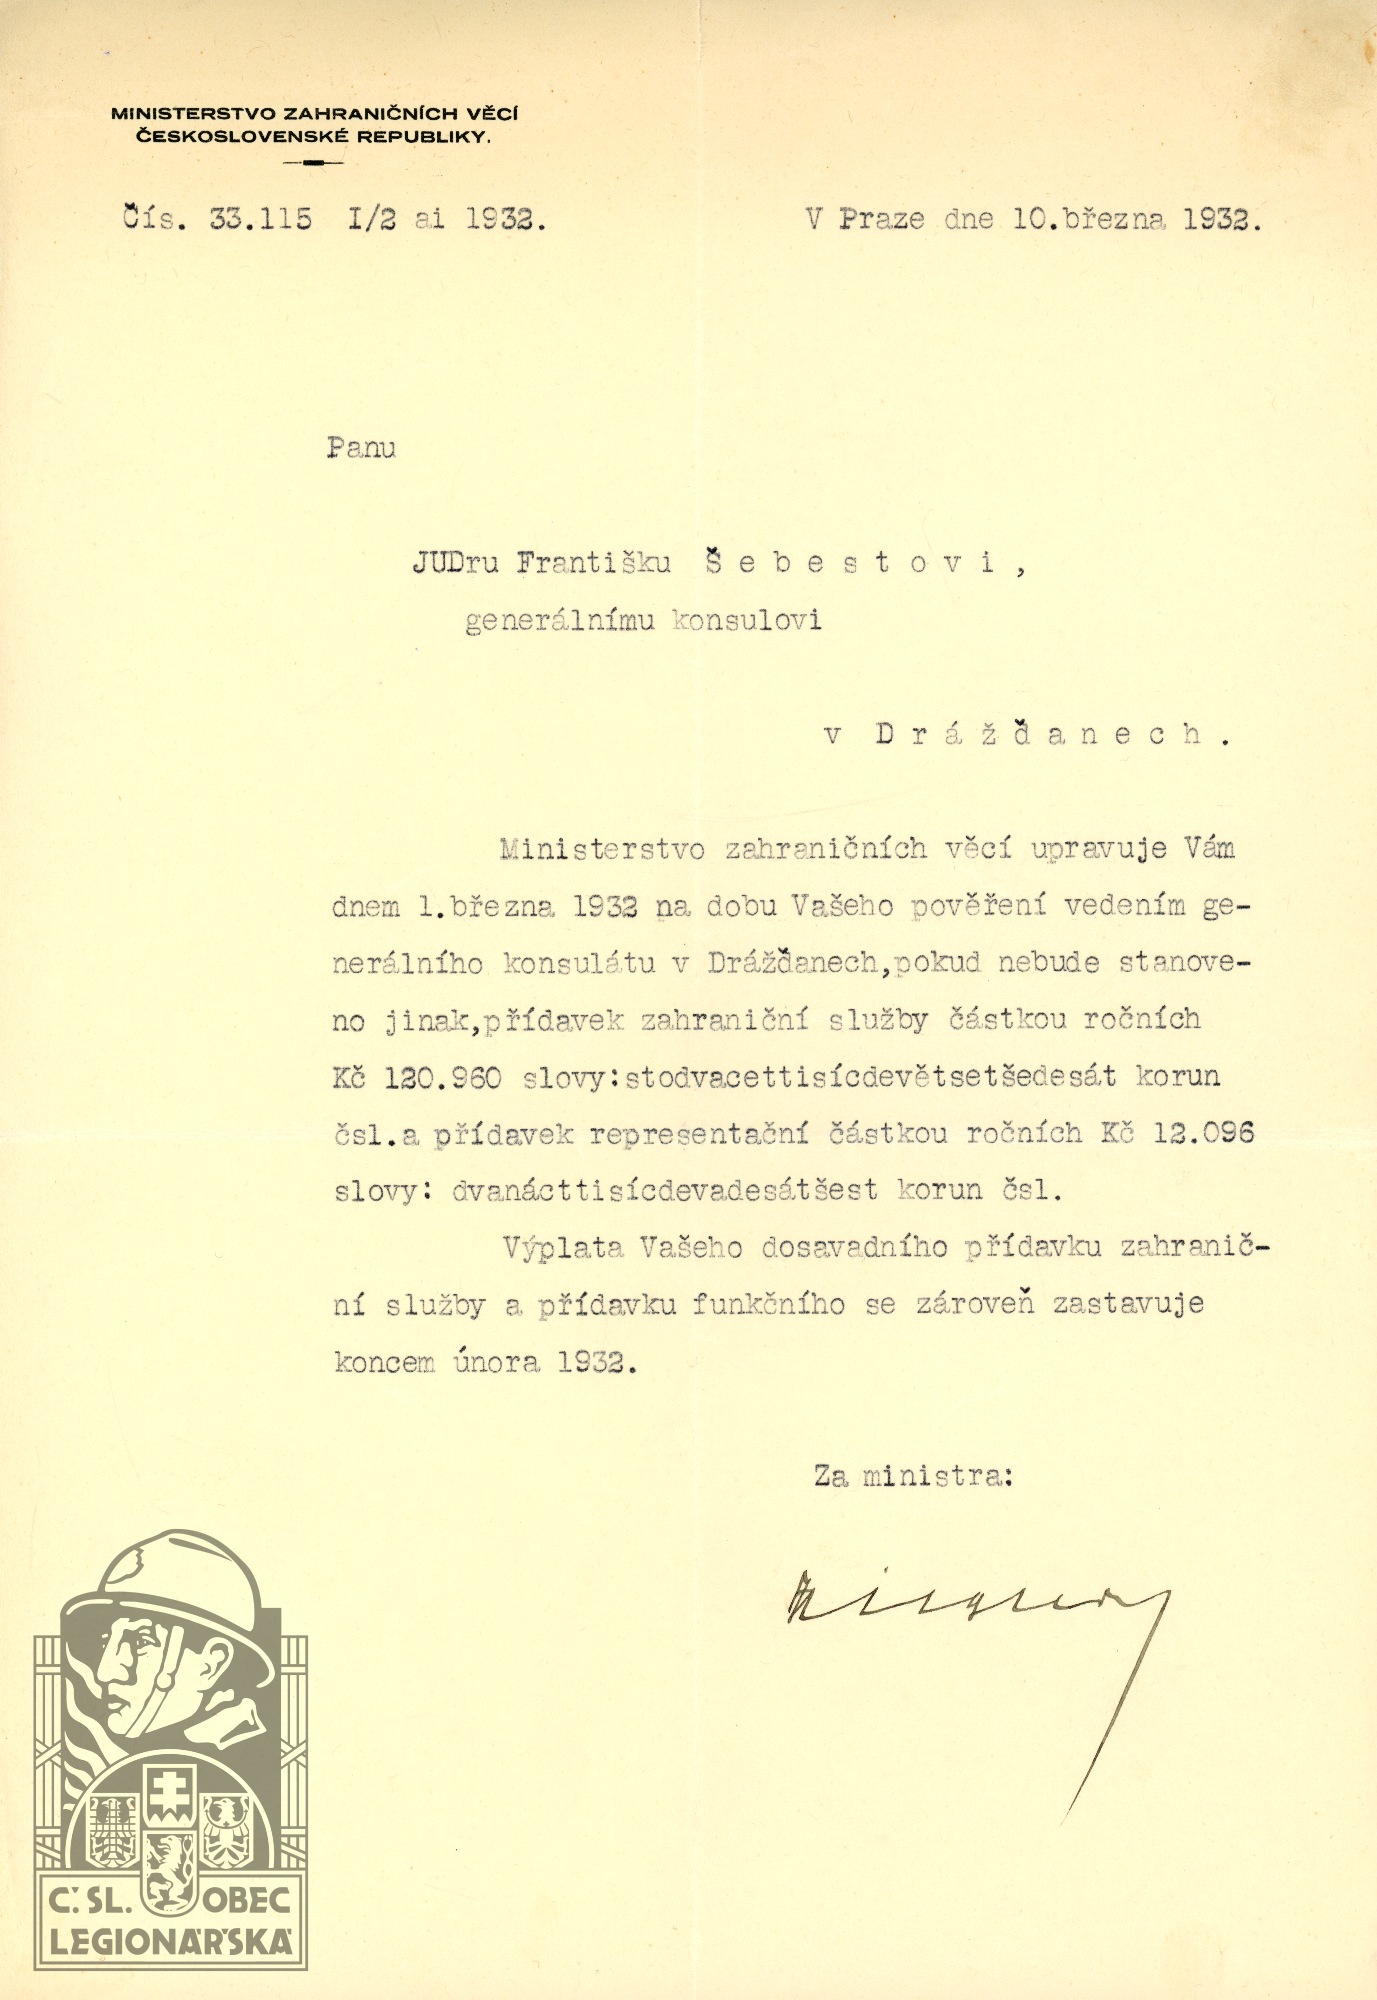 MINISTERSTVO ZAHRANIČNÍCH VĚCÍ
ČESKOSLOVENSKÉ REPUBLIKY.
Čís. 33.115 I/2 ai 1932.
V Praze dne 10.března 1932.
Panu
JUDru Františku Š e b e s t o v i ,
generálnímu konsulovi
v D r á ž ď a n e c h .
Ministerstvo zahraničních věcí upravuje Vám
dnem 1.března 1932 na dobu Vašeho pověření vedením ge-
nerálního konsulátu v Drážďanech,pokud nebude stanove-
no jinak,přídavek zahraniční služby částkou ročních
Kč 120.960 slovy:stodvacettisícdevětsetšedesát korun
čsl.a přídavek representační částkou ročních Kč 12.096
slovy: dvanácttisícdevadesátšest korun čsl.
Výplata Vašeho dosavadního přídavku zahranič-
ní služby a přídavku funkčního se zároveň zastavuje
koncem února 1932.
Za ministra:
Č. SL. OBEC
LEGIONÁŘSKÁ